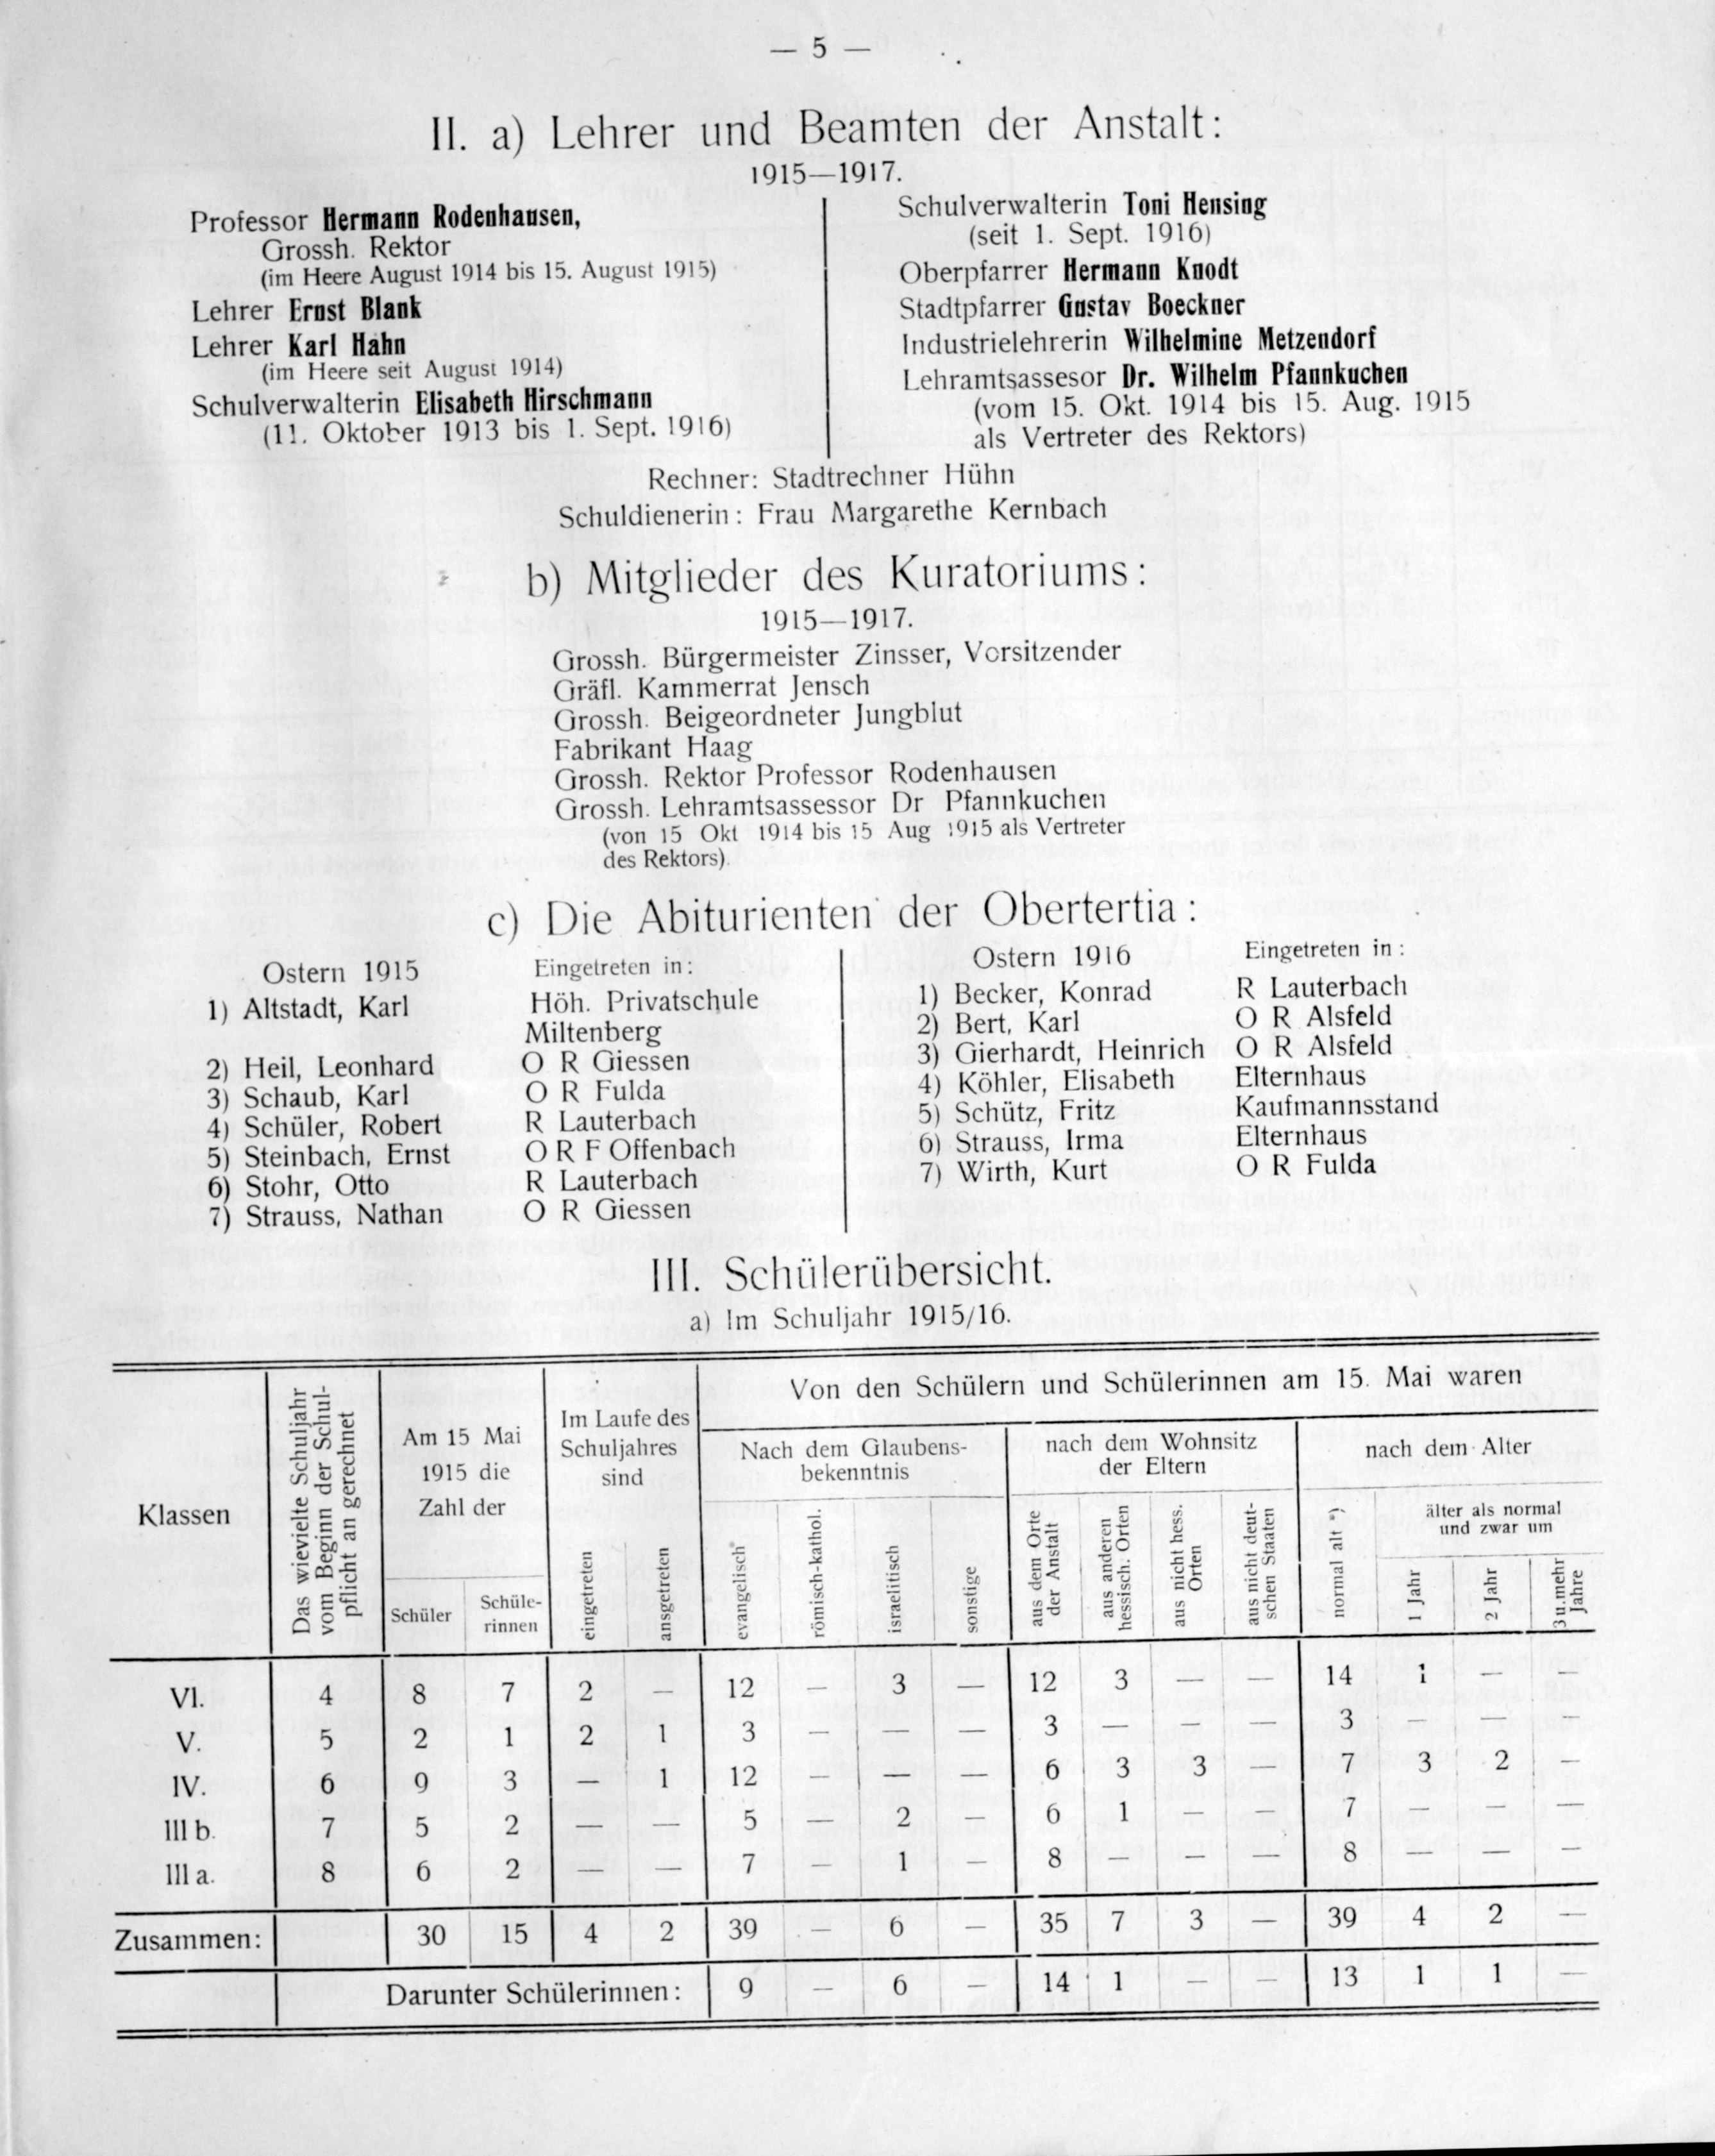 — 5 —
II. a) Lehrer und Beamten der Anstalt:
1915—1917.
Professor Hermann Rodenhausen,
Grossh. Rektor
(im Heere August 1914 bis 15. August 1915)
Lehrer Ernst Blank
Lehrer Karl Hahn
(im Heere seit August 1914)
Schulverwalterin Elisabeth Hirschmann
(11. Oktober 1913 bis 1. Sept. 1916)
Schulverwalterin Toni Hensing
(seit 1. Sept. 1916)
Oberpfarrer Hermann Knodt
Stadtpfarrer Gustav Boeckner
Industrielehrerin Wilhelmine Metzendorf
Lehramtsassesor Dr. Wilhelm Pfannkuchen
(vom 15. Okt. 1914 bis 15. Aug. 1915
als Vertreter des Rektors)
Rechner: Stadtrechner Hühn
Schuldienerin: Frau Margarethe Kernbach
b) Mitglieder des Kuratoriums:
1915—1917.
Grossh. Bürgermeister Zinsser, Vorsitzender
Gräfl. Kammerrat Jensch
Grossh. Beigeordneter Jungblut
Fabrikant Haag
Grossh. Rektor Professor Rodenhausen
Grossh. Lehramtsassessor Dr Pfannkuchen
(von 15 Okt 1914 bis 15 Aug 1915 als Vertreter
des Rektors).
c) Die Abiturienten der Obertertia:
Ostern 1915 Eingetreten in:
1) Altstadt, Karl Höh. Privatschule
Miltenberg
2) Heil, Leonhard O R Giessen
3) Schaub, Karl O R Fulda
4) Schüler, Robert R Lauterbach
5) Steinbach, Ernst O R F Offenbach
6) Stohr, Otto R Lauterbach
7) Strauss, Nathan O R Giessen
Ostern 1916 Eingetreten in:
1) Becker, Konrad R Lauterbach
2) Bert, Karl O R Alsfeld
3) Gierhardt, Heinrich O R Alsfeld
4) Köhler, Elisabeth Elternhaus
5) Schütz, Fritz Kaufmannsstand
6) Strauss, Irma Elternhaus
7) Wirth, Kurt O R Fulda
III. Schülerübersicht.
a) Im Schuljahr 1915/16.
Klassen
Das wievielte Schuljahr
vom Beginn der Schul-
pflicht an gerechnet
Am 15 Mai
1915 die
Zahl der
Schüler
Schüle-
rinnen
Im Laufe des
Schuljahres
sind
eingetreten
ansgetreten
Von den Schülern und Schülerinnen am 15. Mai waren
Nach dem Glaubens-
bekenntnis
evangelisch
römisch-kathol.
israelitisch
sonstige
nach dem Wohnsitz
der Eltern
aus dem Orte
der Anstalt
aus anderen
hessisch. Orten
aus nicht hess.
Orten
aus nicht deut-
schen Staaten
nach dem Alter
normal alt *)
älter als normal
und zwar um
1 Jahr
2 Jahr
3 u. mehr
Jahre
VI. 4 8 7 2 — 12 — 3 — 12 3 — — 14 1 — —
V. 5 2 1 2 1 3 — — — 3 — — — 3 — — —
IV. 6 9 3 — 1 12 — — — 6 3 3 — 7 3 2 —
III b. 7 5 2 — — 5 — 2 — 6 1 — — 7 — — —
III a. 8 6 2 — — 7 — 1 — 8 — — — 8 — — —
Zusammen: 30 15 4 2 39 — 6 — 35 7 3 — 39 4 2 —
Darunter Schülerinnen: 9 — 6 — 14 1 — — 13 1 1 —